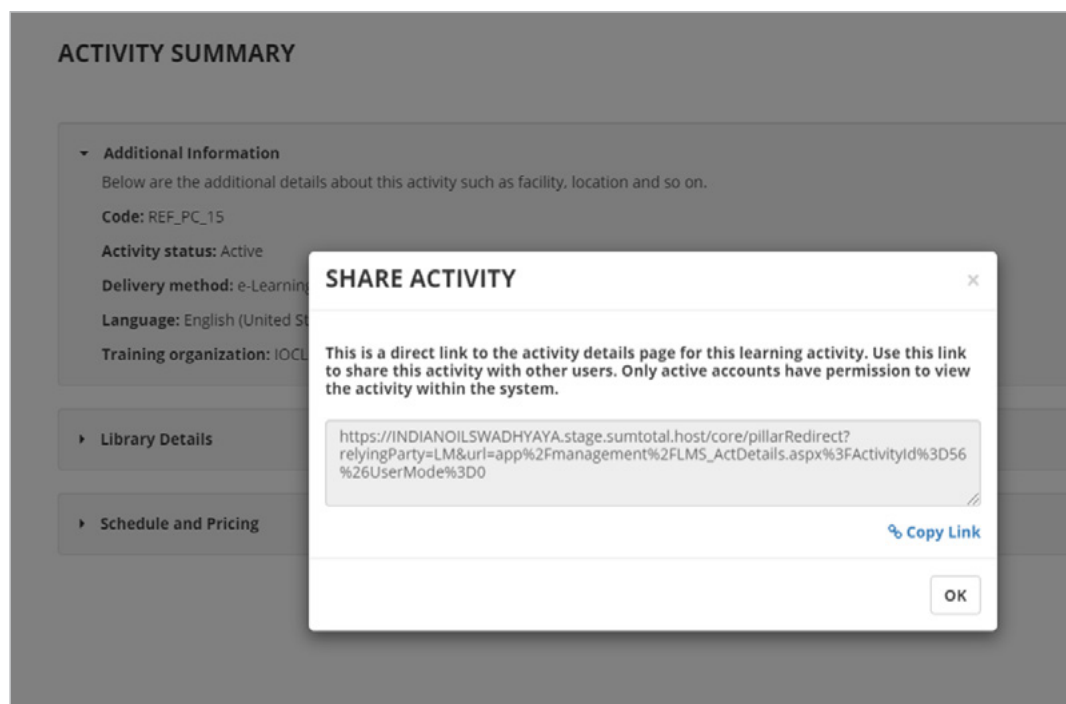 ACTIVITY SUMMARY
Additional Information
Below are the additional details about this activity such as facility, location and so on.
Code: REF_PC_15
Activity status: Active
Delivery method: e-Learning
Language: English (United St
Training organization: IOCL
Library Details
Schedule and Pricing
SHARE ACTIVITY
×
This is a direct link to the activity details page for this learning activity. Use this link
to share this activity with other users. Only active accounts have permission to view
the activity within the system.
https://INDIANOILSWADHYAYA.stage.sumtotal.host/core/pillarRedirect?
relyingParty=LM&url=app%2Fmanagement%2FLMS_ActDetails.aspx%3FActivityId%3D56
%26UserMode%3D0
Copy Link
OK